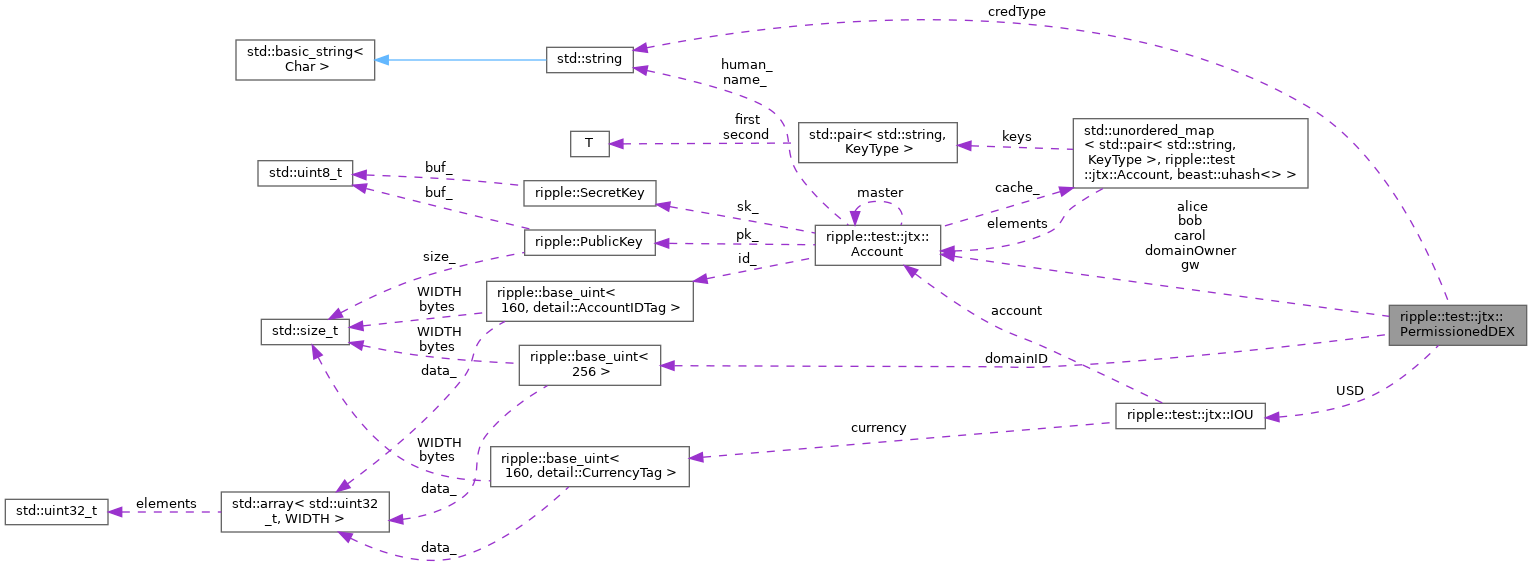 credType
std::basic_string<
Char >
std::string
human_
name_
first
second
T
std::pair< std::string,
KeyType >
keys
std::unordered_map
< std::pair< std::string,
KeyType >, ripple::test
::jtx::Account, beast::uhash<> >
std::uint8_t
buf_
buf_
ripple::SecretKey
sk_
master
cache_
elements
alice
bob
carol
domainOwner
gw
ripple::PublicKey
pk_
ripple::test::jtx::
Account
size_
id_
WIDTH
bytes
ripple::base_uint<
160, detail::AccountIDTag >
account
ripple::test::jtx::
PermissionedDEX
std::size_t
WIDTH
bytes
ripple::base_uint<
256 >
domainID
data_
USD
ripple::test::jtx::IOU
currency
WIDTH
bytes
ripple::base_uint<
160, detail::CurrencyTag >
data_
std::uint32_t
elements
std::array< std::uint32
_t, WIDTH >
data_